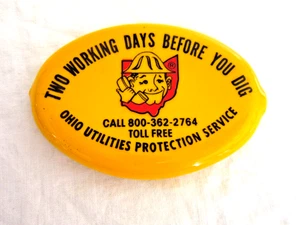 TWO WORKING DAYS BEFORE YOU DIG
®
CALL 800-362-2764
TOLL FREE
OHIO UTILITIES PROTECTION SERVICE